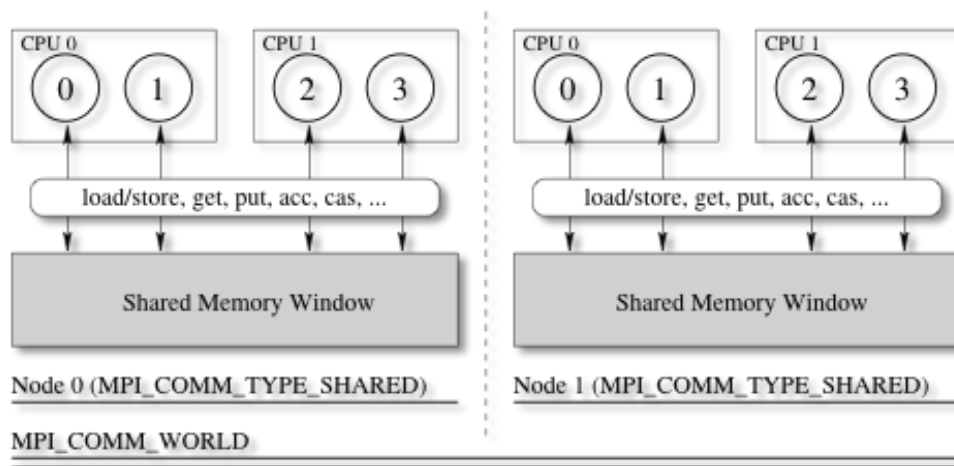 CPU 0
CPU 1
0 1 2 3
load/store, get, put, acc, cas, ...
Shared Memory Window
Node 0 (MPI_COMM_TYPE_SHARED)
CPU 0
CPU 1
0 1 2 3
load/store, get, put, acc, cas, ...
Shared Memory Window
Node 1 (MPI_COMM_TYPE_SHARED)
MPI_COMM_WORLD